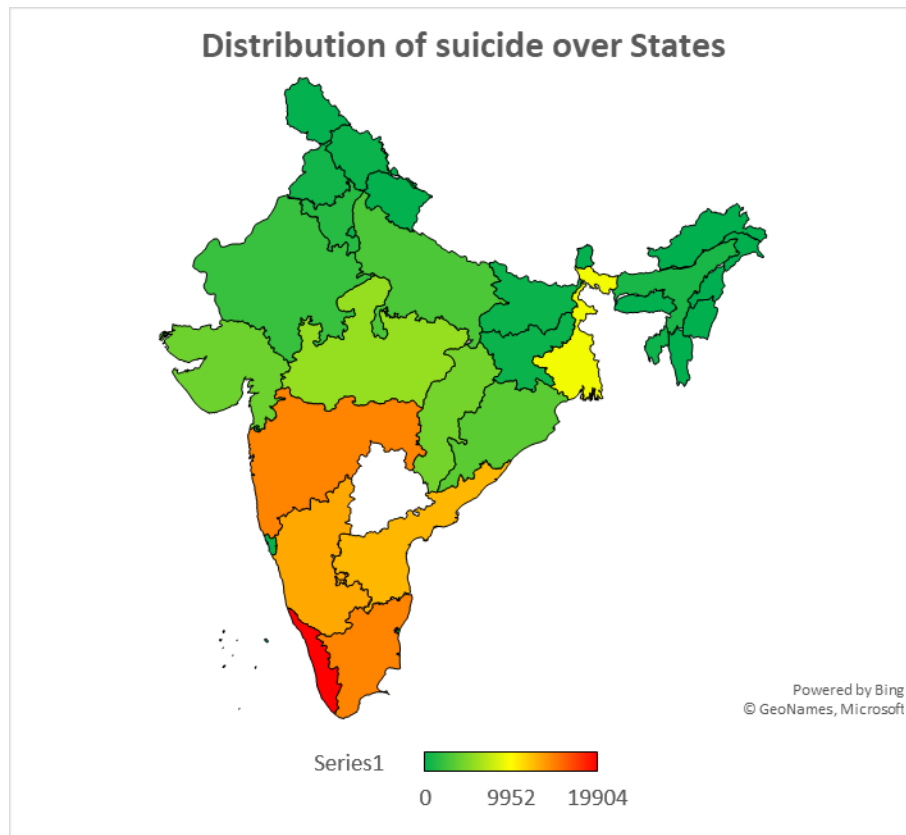 Distribution of suicide over States
Powered by Bing
© GeoNames, Microsoft
Series1
0 9952 19904